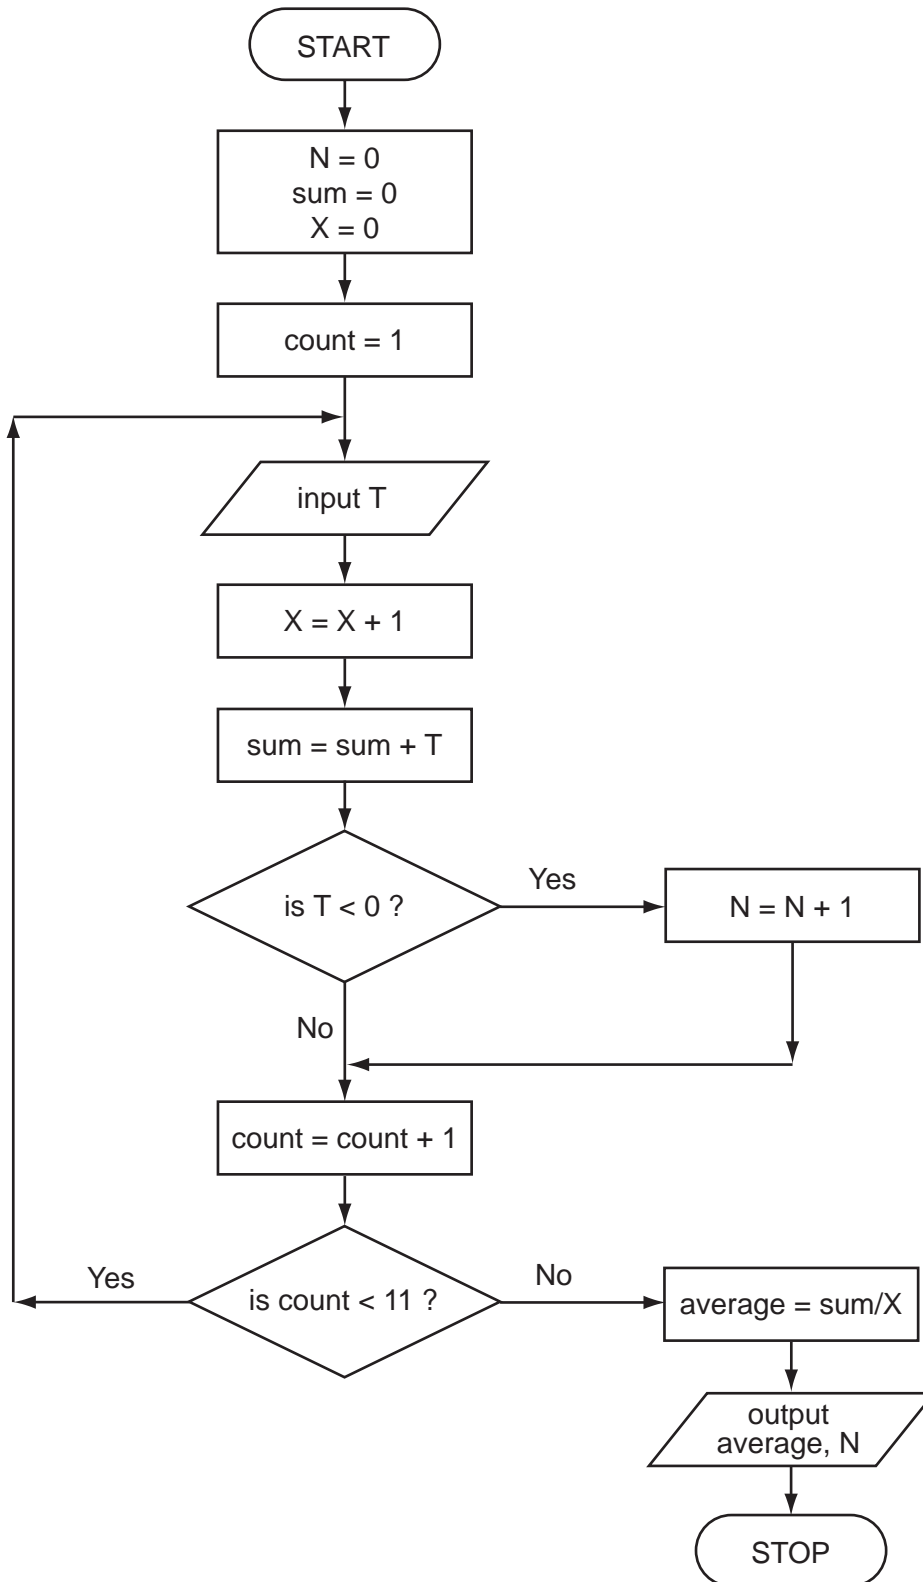 START
N = 0
sum = 0
X = 0
count = 1
input T
X = X + 1
sum = sum + T
is T < 0 ?
Yes
N = N + 1
No
count = count + 1
is count < 11 ?
Yes
No
average = sum/X
output
average, N
STOP